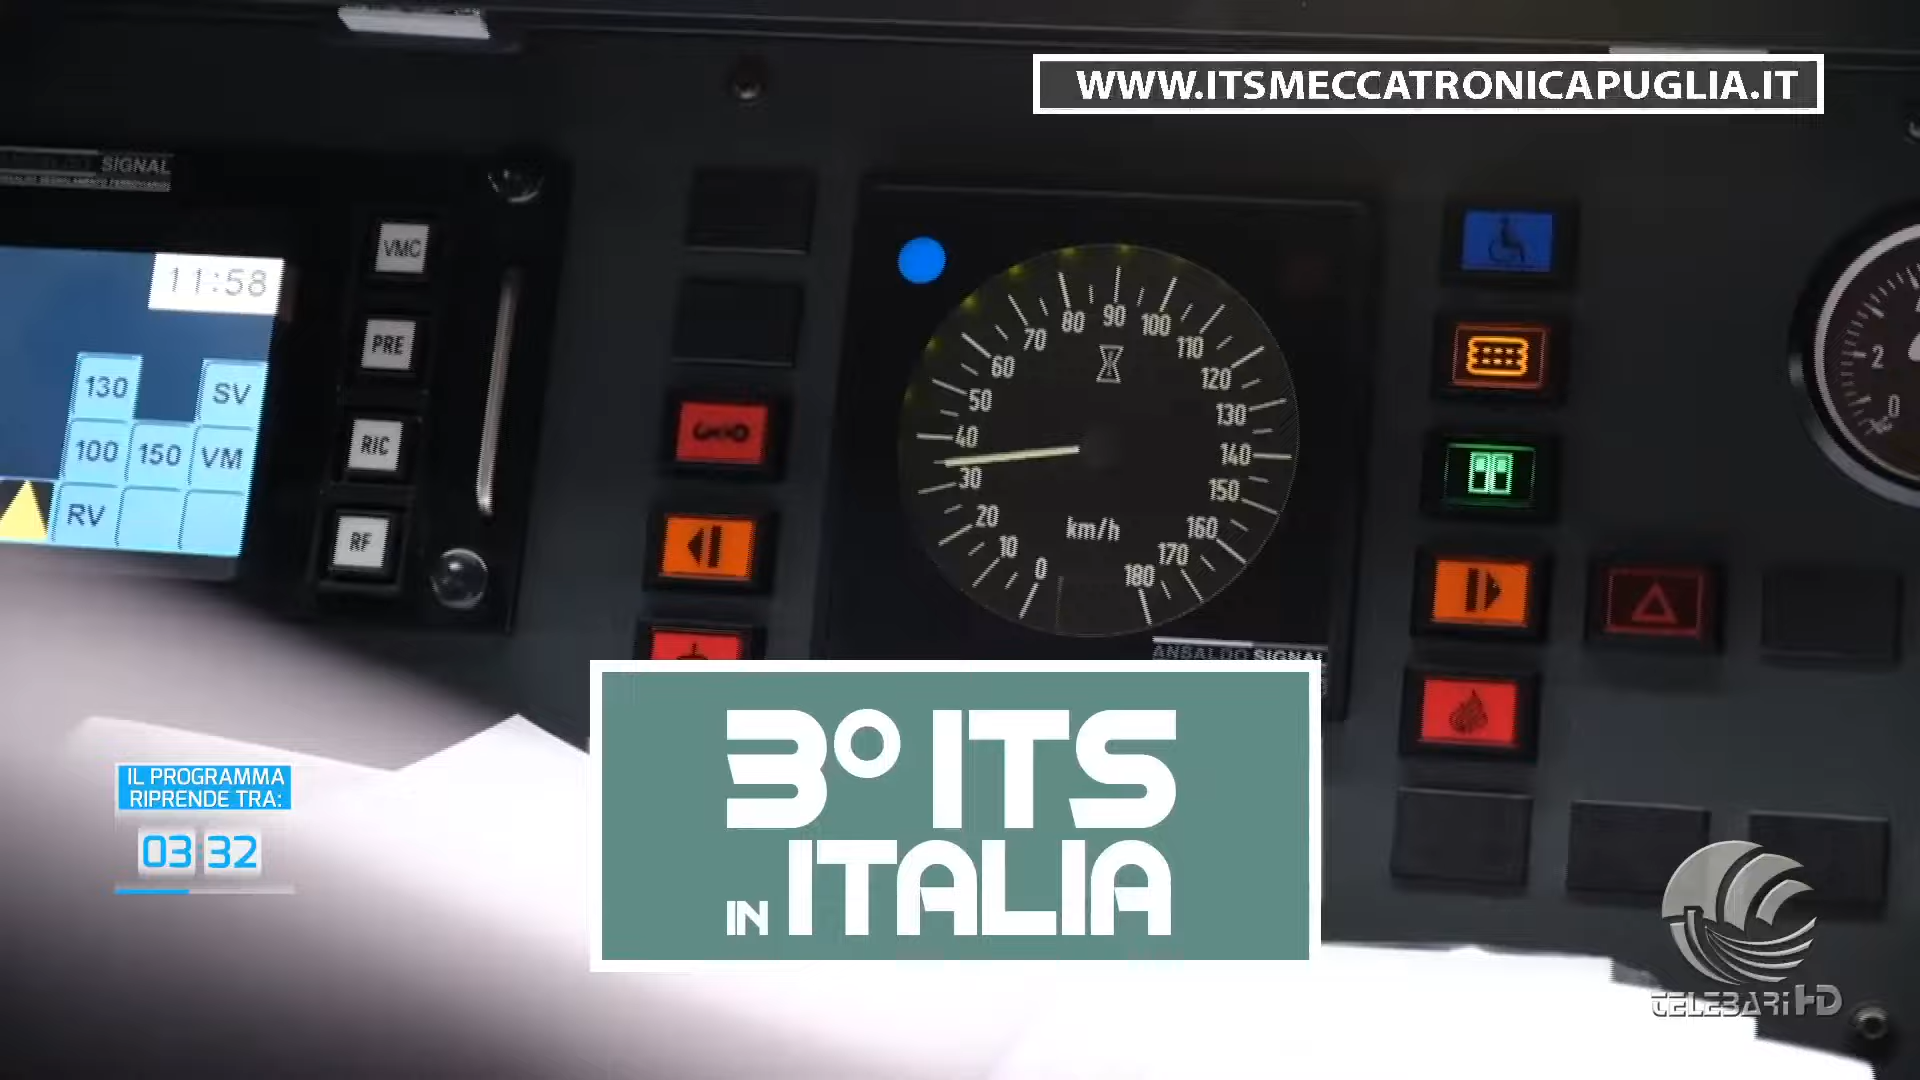 WWW.ITSMECCATRONICAPUGLIA.IT
SIGNAL
11:58
VMC
PRE
RIC
RF
130
SV
100
150
VM
RV
0
10
20
30
40
50
60
70
80
90
100
110
120
130
140
150
160
170
180
km/h
ANSALDO SIGNAL
2
0
3° ITS
IN ITALIA
IL PROGRAMMA
RIPRENDE TRA:
03 32
TELEBARI HD